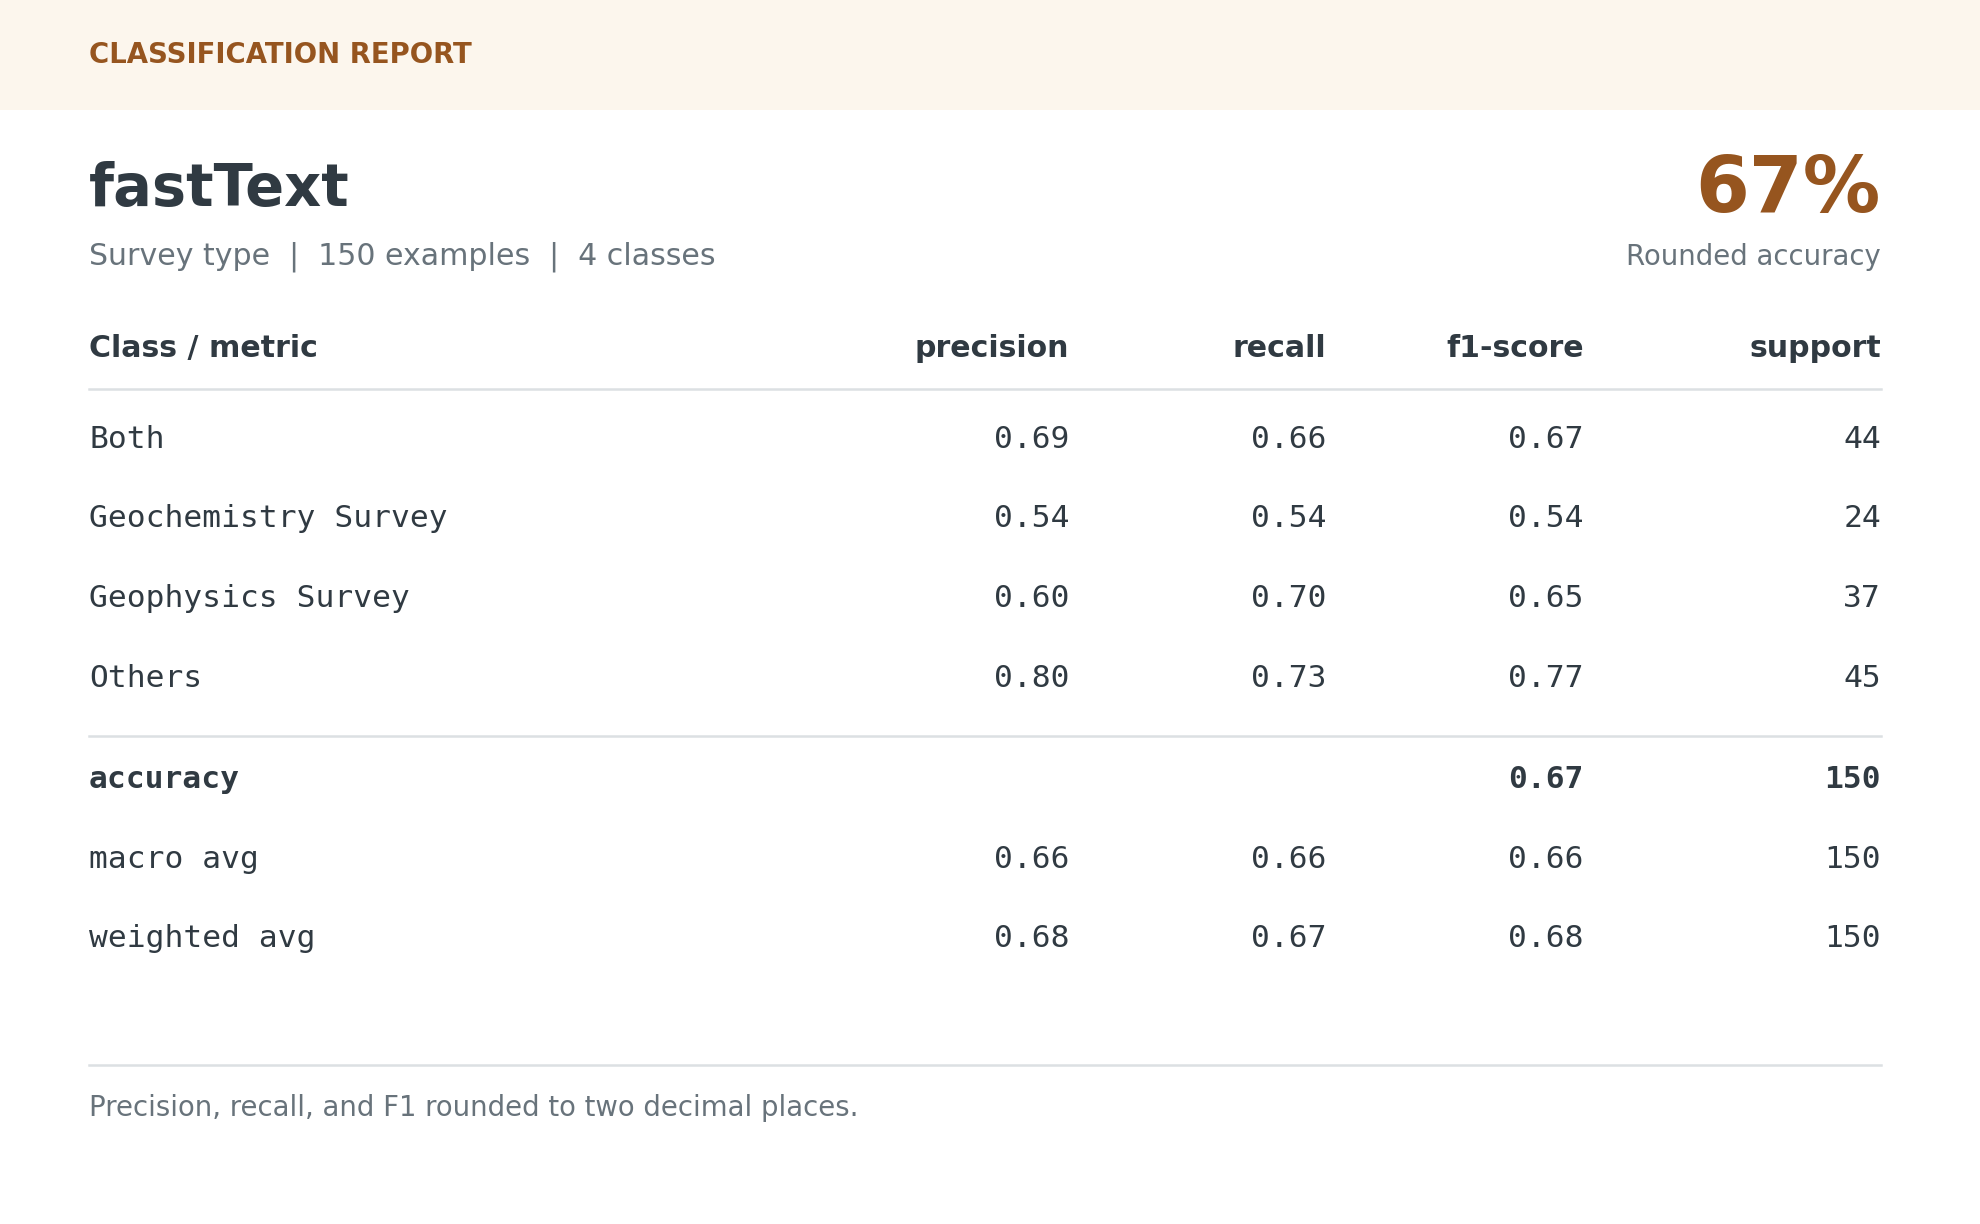 CLASSIFICATION REPORT
fastText 67%
Survey type | 150 examples | 4 classes Rounded accuracy
Class / metric precision recall f1-score support
Both 0.69 0.66 0.67 44
Geochemistry Survey 0.54 0.54 0.54 24
Geophysics Survey 0.60 0.70 0.65 37
Others 0.80 0.73 0.77 45
accuracy 0.67 150
macro avg 0.66 0.66 0.66 150
weighted avg 0.68 0.67 0.68 150
Precision, recall, and F1 rounded to two decimal places.